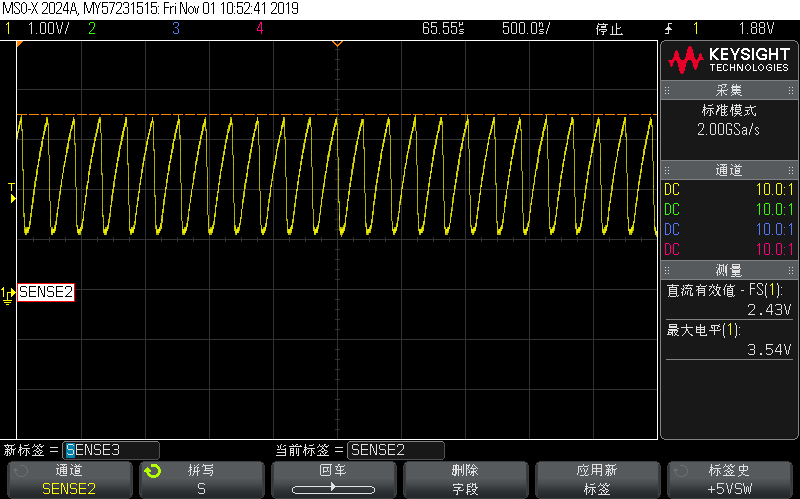 MSO-X 2024A, MY57231515: Fri Nov 01 10:52:41 2019
1 1.00V/ 2 3 4 65.55µs 500.0ns/ 停止 1 1.88V
KEYSIGHT
TECHNOLOGIES
采集
标准模式
2.00GSa/s
通道
DC 10.0:1
DC 10.0:1
DC 10.0:1
DC 10.0:1
测量
直流有效值 - FS(1):
2.43V
最大电平(1):
3.54V
T
1 SENSE2
新标签 = SENSE3 当前标签 = SENSE2
通道 拼写 回车 删除 应用新 标签史
SENSE2 S 字段 标签 +5VSW